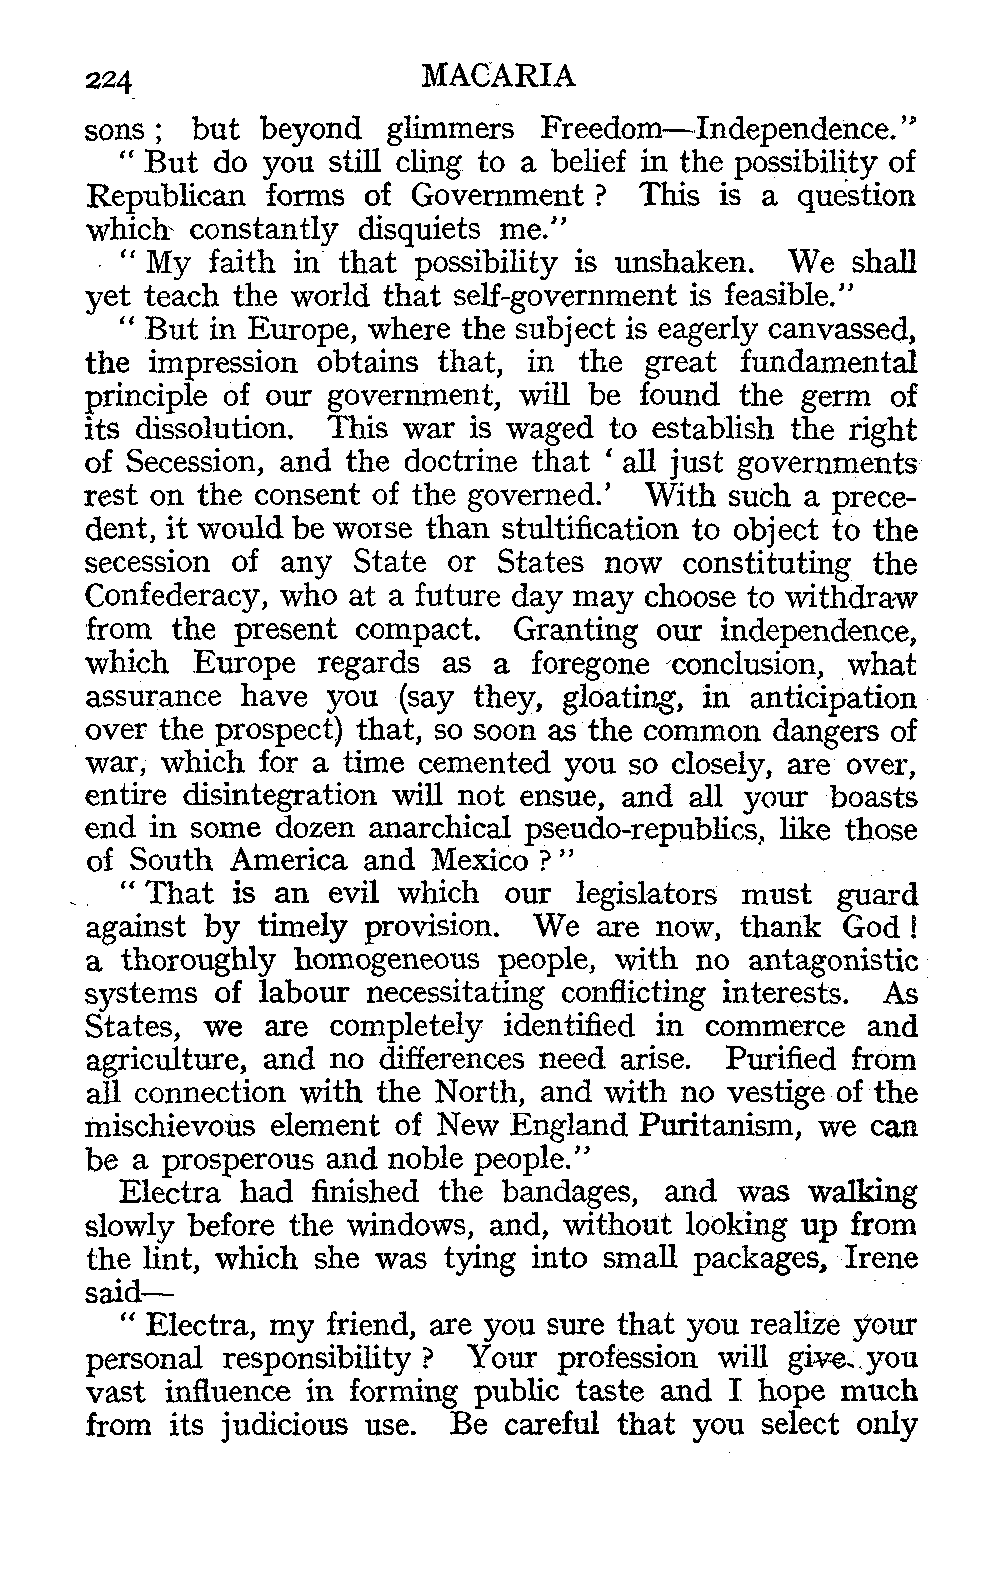 224 MACARIA
sons ; but beyond glimmers Freedom—Independence."
" But do you still cling to a belief in the possibility of
Republican forms of Government ? This is a question
which constantly disquiets me."
" My faith in that possibility is unshaken. We shall
yet teach the world that self-government is feasible."
" But in Europe, where the subject is eagerly canvassed,
the impression obtains that, in the great fundamental
principle of our government, will be found the germ of
its dissolution. This war is waged to establish the right
of Secession, and the doctrine that ' all just governments
rest on the consent of the governed.' With such a prece-
dent, it would be worse than stultification to object to the
secession of any State or States now constituting the
Confederacy, who at a future day may choose to withdraw
from the present compact. Granting our independence,
which Europe regards as a foregone conclusion, what
assurance have you (say they, gloating, in anticipation
over the prospect) that, so soon as the common dangers of
war, which for a time cemented you so closely, are over,
entire disintegration will not ensue, and all your boasts
end in some dozen anarchical pseudo-republics, like those
of South America and Mexico ? "
" That is an evil which our legislators must guard
against by timely provision. We are now, thank God !
a thoroughly homogeneous people, with no antagonistic
systems of labour necessitating conflicting interests. As
States, we are completely identified in commerce and
agriculture, and no differences need arise. Purified from
all connection with the North, and with no vestige of the
mischievous element of New England Puritanism, we can
be a prosperous and noble people."
Electra had finished the bandages, and was walking
slowly before the windows, and, without looking up from
the lint, which she was tying into small packages, Irene
said—
" Electra, my friend, are you sure that you realize your
personal responsibility ? Your profession will give you
vast influence in forming public taste and I hope much
from its judicious use. Be careful that you select only